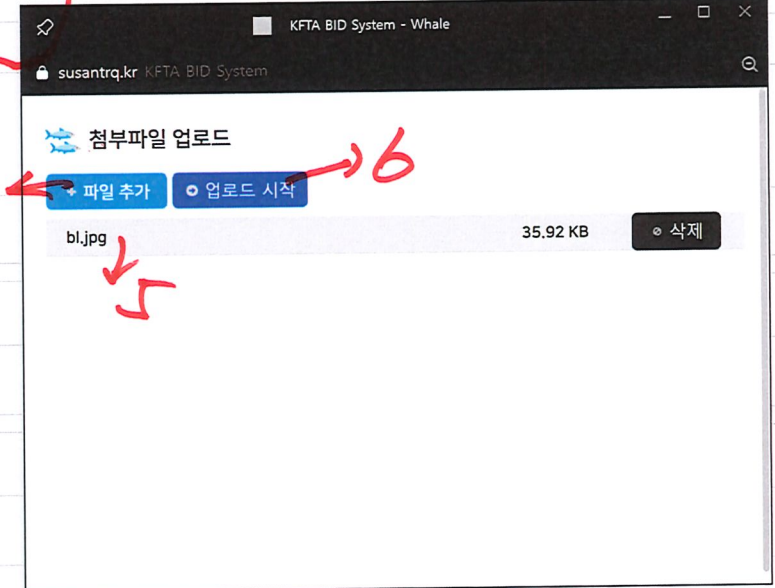 KFTA BID System - Whale
susantrq.kr KFTA BID System
첨부파일 업로드
+ 파일 추가
업로드 시작
6
bl.jpg
35.92 KB
삭제
5